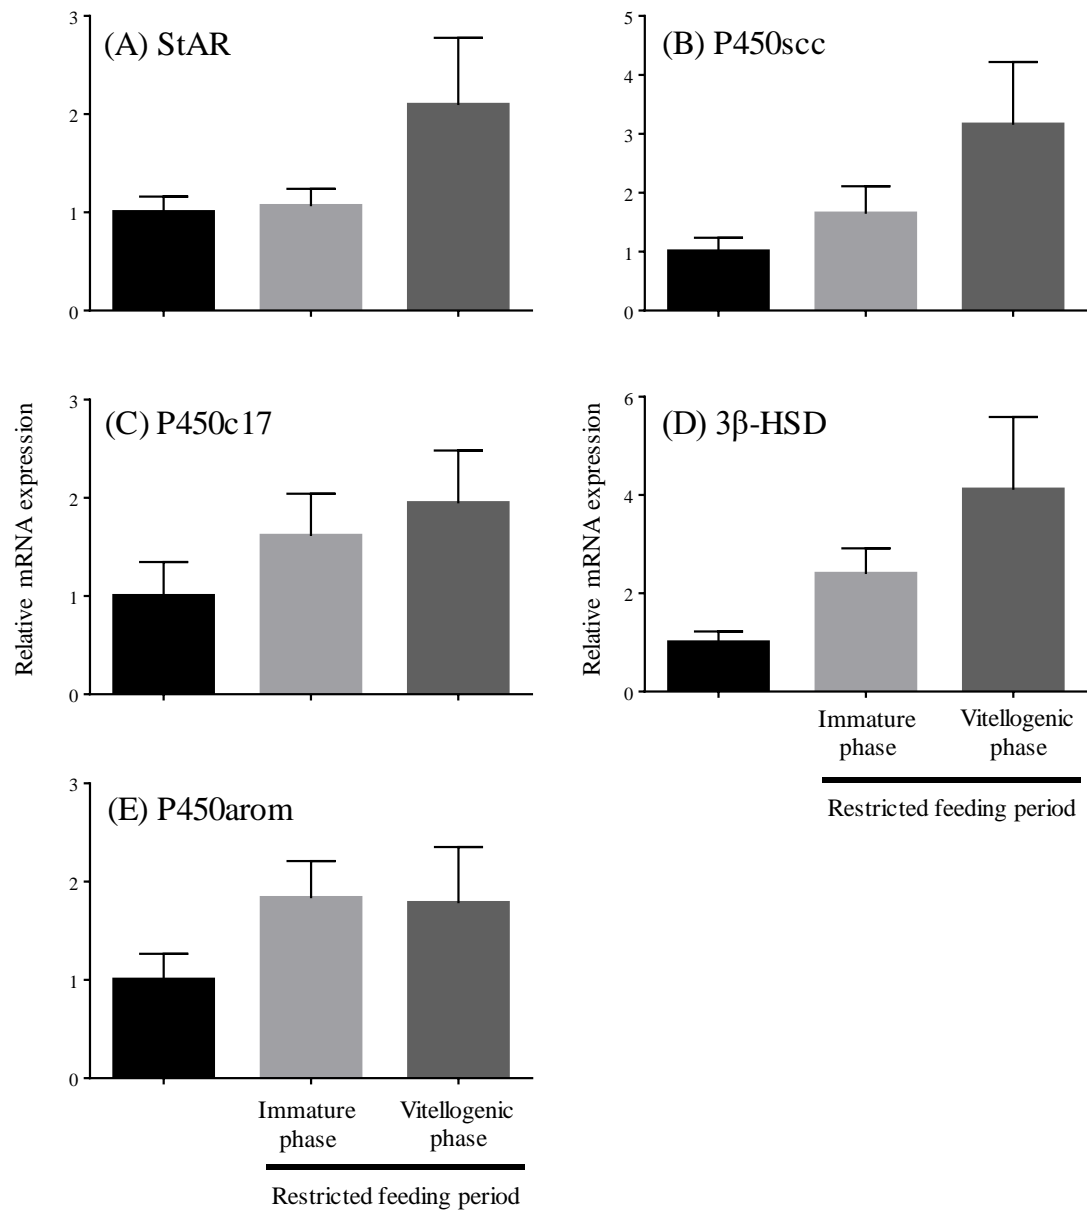 (A) StAR
3
2
1
0
(B) P450scc
5
4
3
2
1
0
Relative mRNA expression
(C) P450c17
3
2
1
0
Relative mRNA expression
(D) 3β-HSD
6
4
2
0
Immature
phase
Vitellogenic
phase
Restricted feeding period
(E) P450arom
3
2
1
0
Immature
phase
Vitellogenic
phase
Restricted feeding period